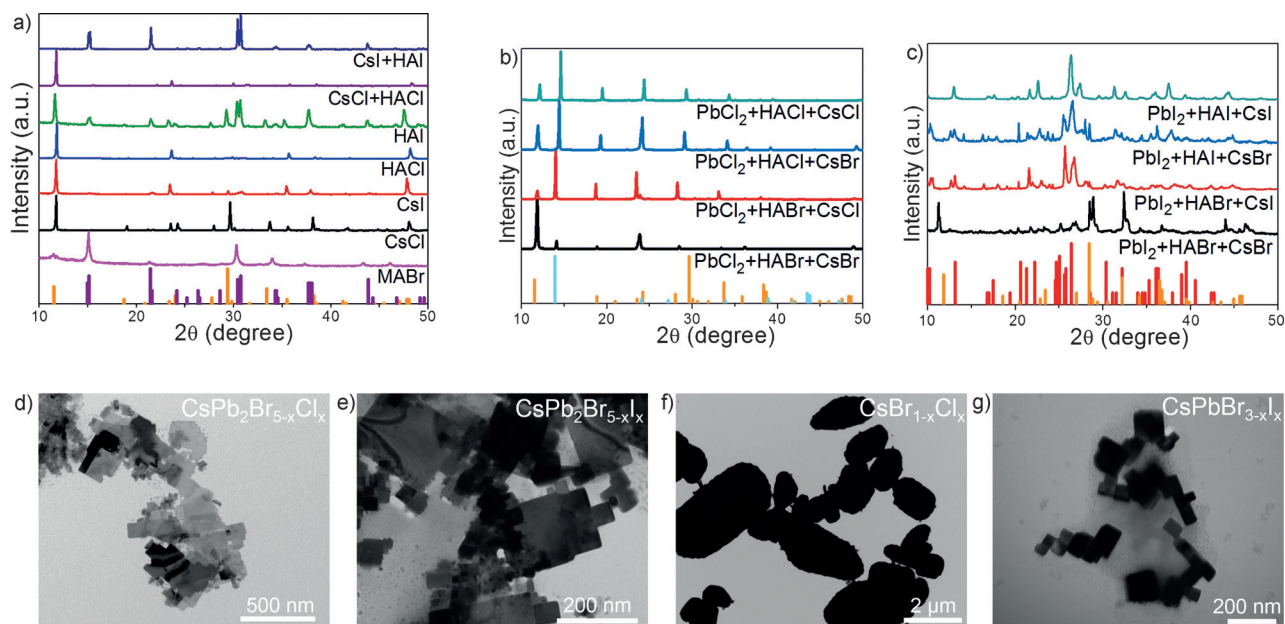 a)
Intensity (a.u.)
CsI+HAI
CsCl+HACl
HAI
HACl
CsI
CsCl
MABr
10 20 30 40 50
2θ (degree)
b)
Intensity (a.u.)
PbCl₂+HACl+CsCl
PbCl₂+HACl+CsBr
PbCl₂+HABr+CsCl
PbCl₂+HABr+CsBr
10 20 30 40 50
2θ (degree)
c)
Intensity (a.u.)
PbI₂+HAI+CsI
PbI₂+HAI+CsBr
PbI₂+HABr+CsI
PbI₂+HABr+CsBr
10 20 30 40 50
2θ (degree)
d)
CsPb₂Br₅₋ₓClₓ
500 nm
e)
CsPb₂Br₅₋ₓIₓ
200 nm
f)
CsBr₁₋ₓClₓ
2 µm
g)
CsPbBr₃₋ₓIₓ
200 nm